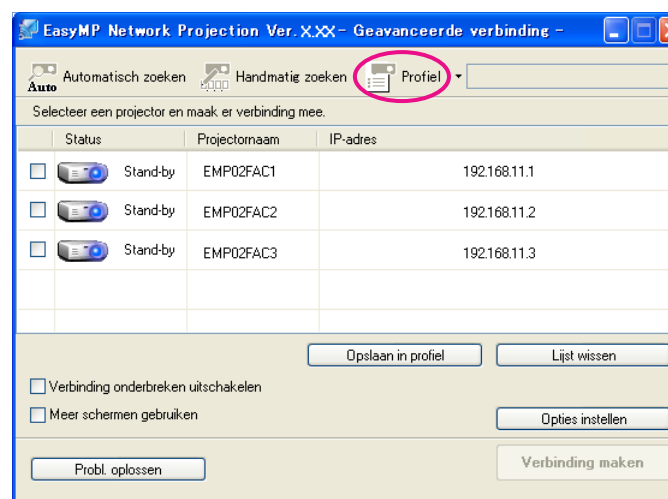 EasyMP Network Projection Ver. X.XX - Geavanceerde verbinding -
Auto Automatisch zoeken Handmatig zoeken Profiel
Selecteer een projector en maak er verbinding mee.
Status Projectornaam IP-adres
Stand-by EMP02FAC1 192.168.11.1
Stand-by EMP02FAC2 192.168.11.2
Stand-by EMP02FAC3 192.168.11.3
Opslaan in profiel Lijst wissen
Verbinding onderbreken uitschakelen
Meer schermen gebruiken
Opties instellen
Probl. oplossen Verbinding maken